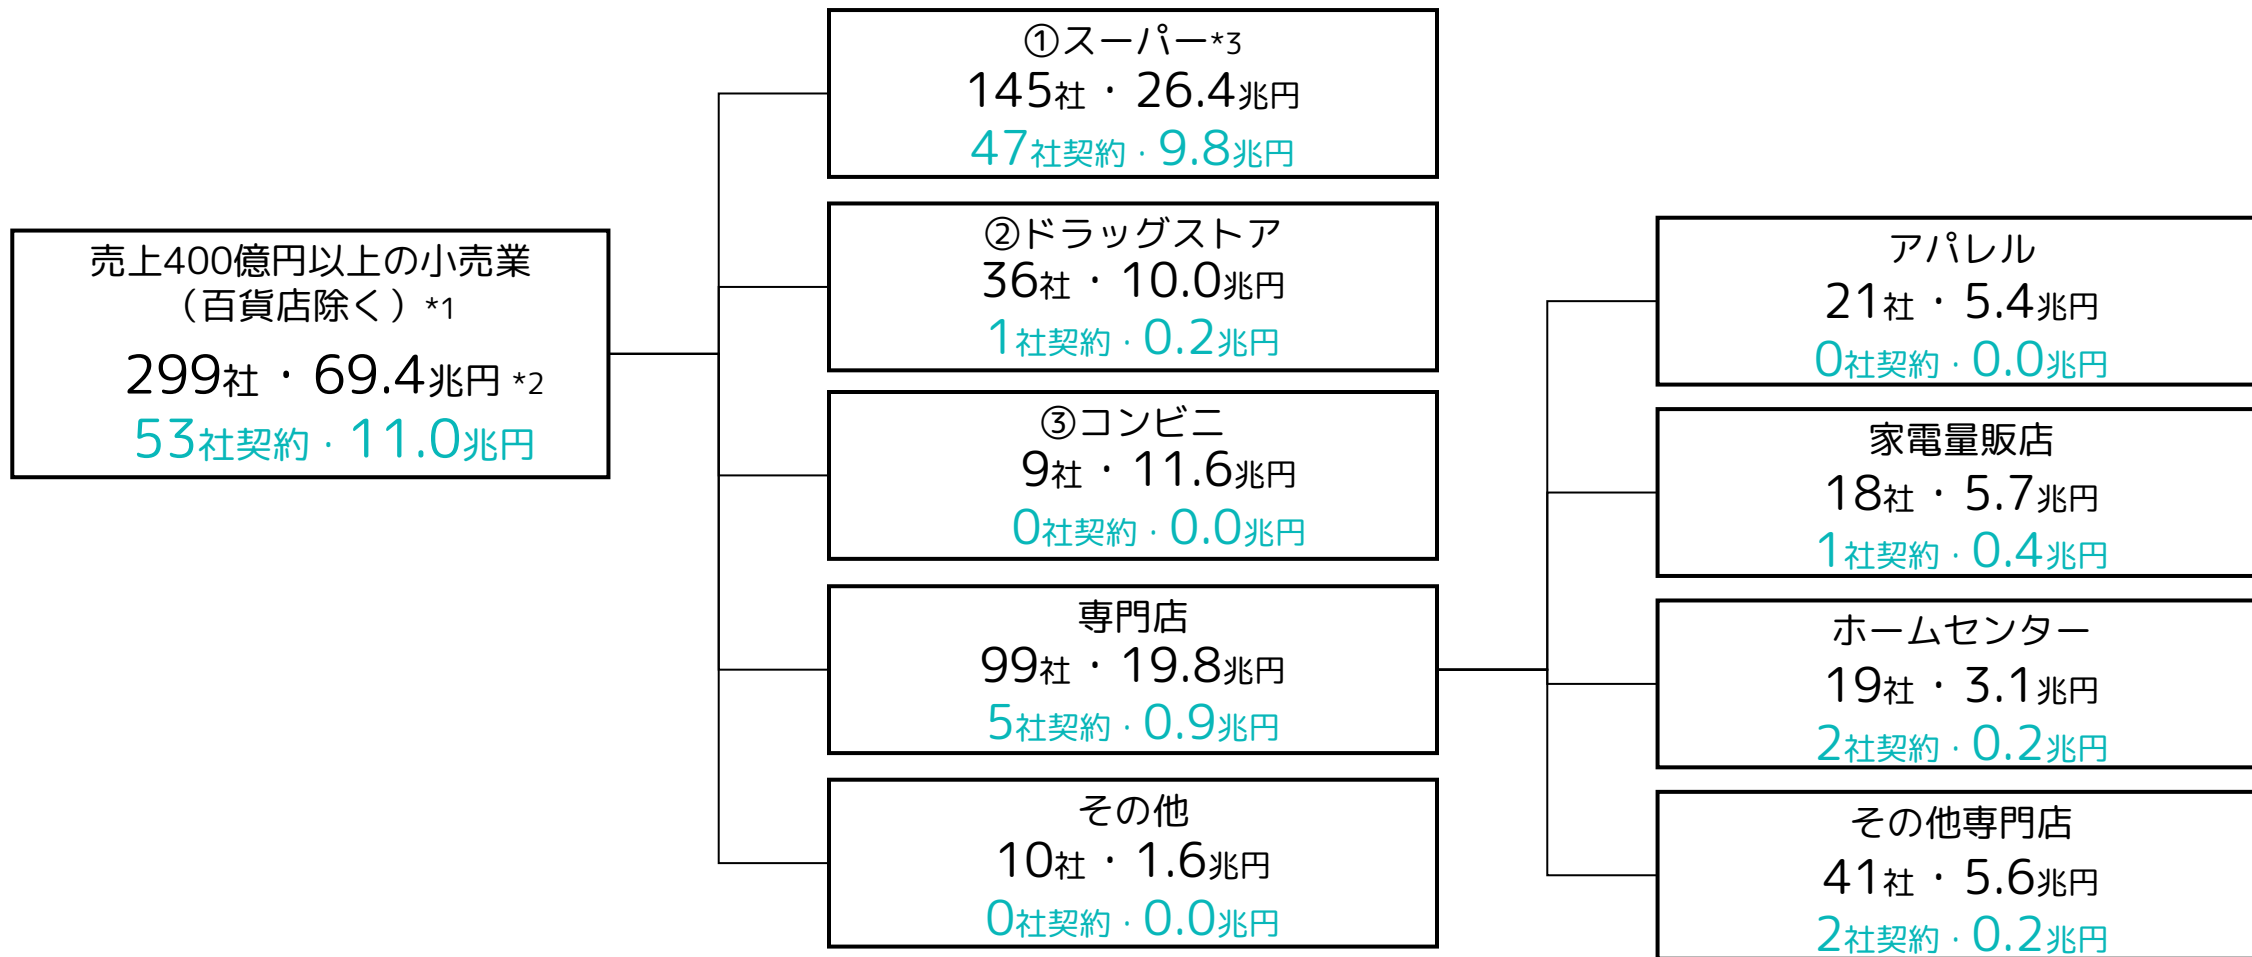 売上400億円以上の小売業
（百貨店除く）*1
299社・69.4兆円 *2
53社契約・11.0兆円
①スーパー*3
145社・26.4兆円
47社契約・9.8兆円
②ドラッグストア
36社・10.0兆円
1社契約・0.2兆円
③コンビニ
9社・11.6兆円
0社契約・0.0兆円
専門店
99社・19.8兆円
5社契約・0.9兆円
その他
10社・1.6兆円
0社契約・0.0兆円
アパレル
21社・5.4兆円
0社契約・0.0兆円
家電量販店
18社・5.7兆円
1社契約・0.4兆円
ホームセンター
19社・3.1兆円
2社契約・0.2兆円
その他専門店
41社・5.6兆円
2社契約・0.2兆円